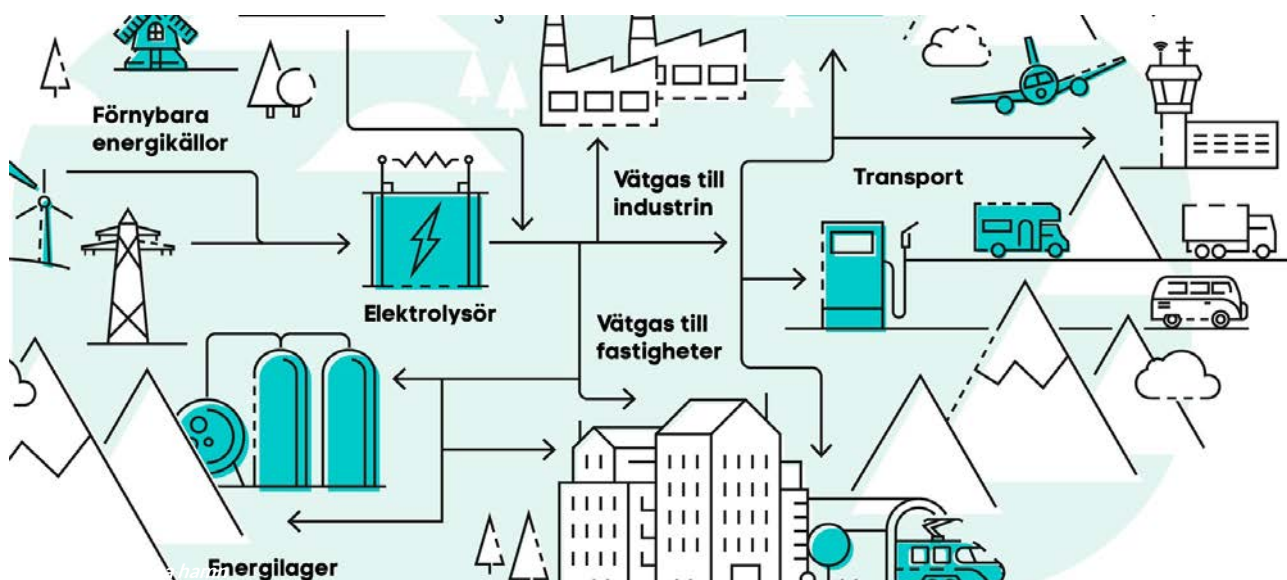 Förnybara
energikällor
Vätgas till
industrin
Transport
Elektrolysör
Vätgas till
fastigheter
Energilager